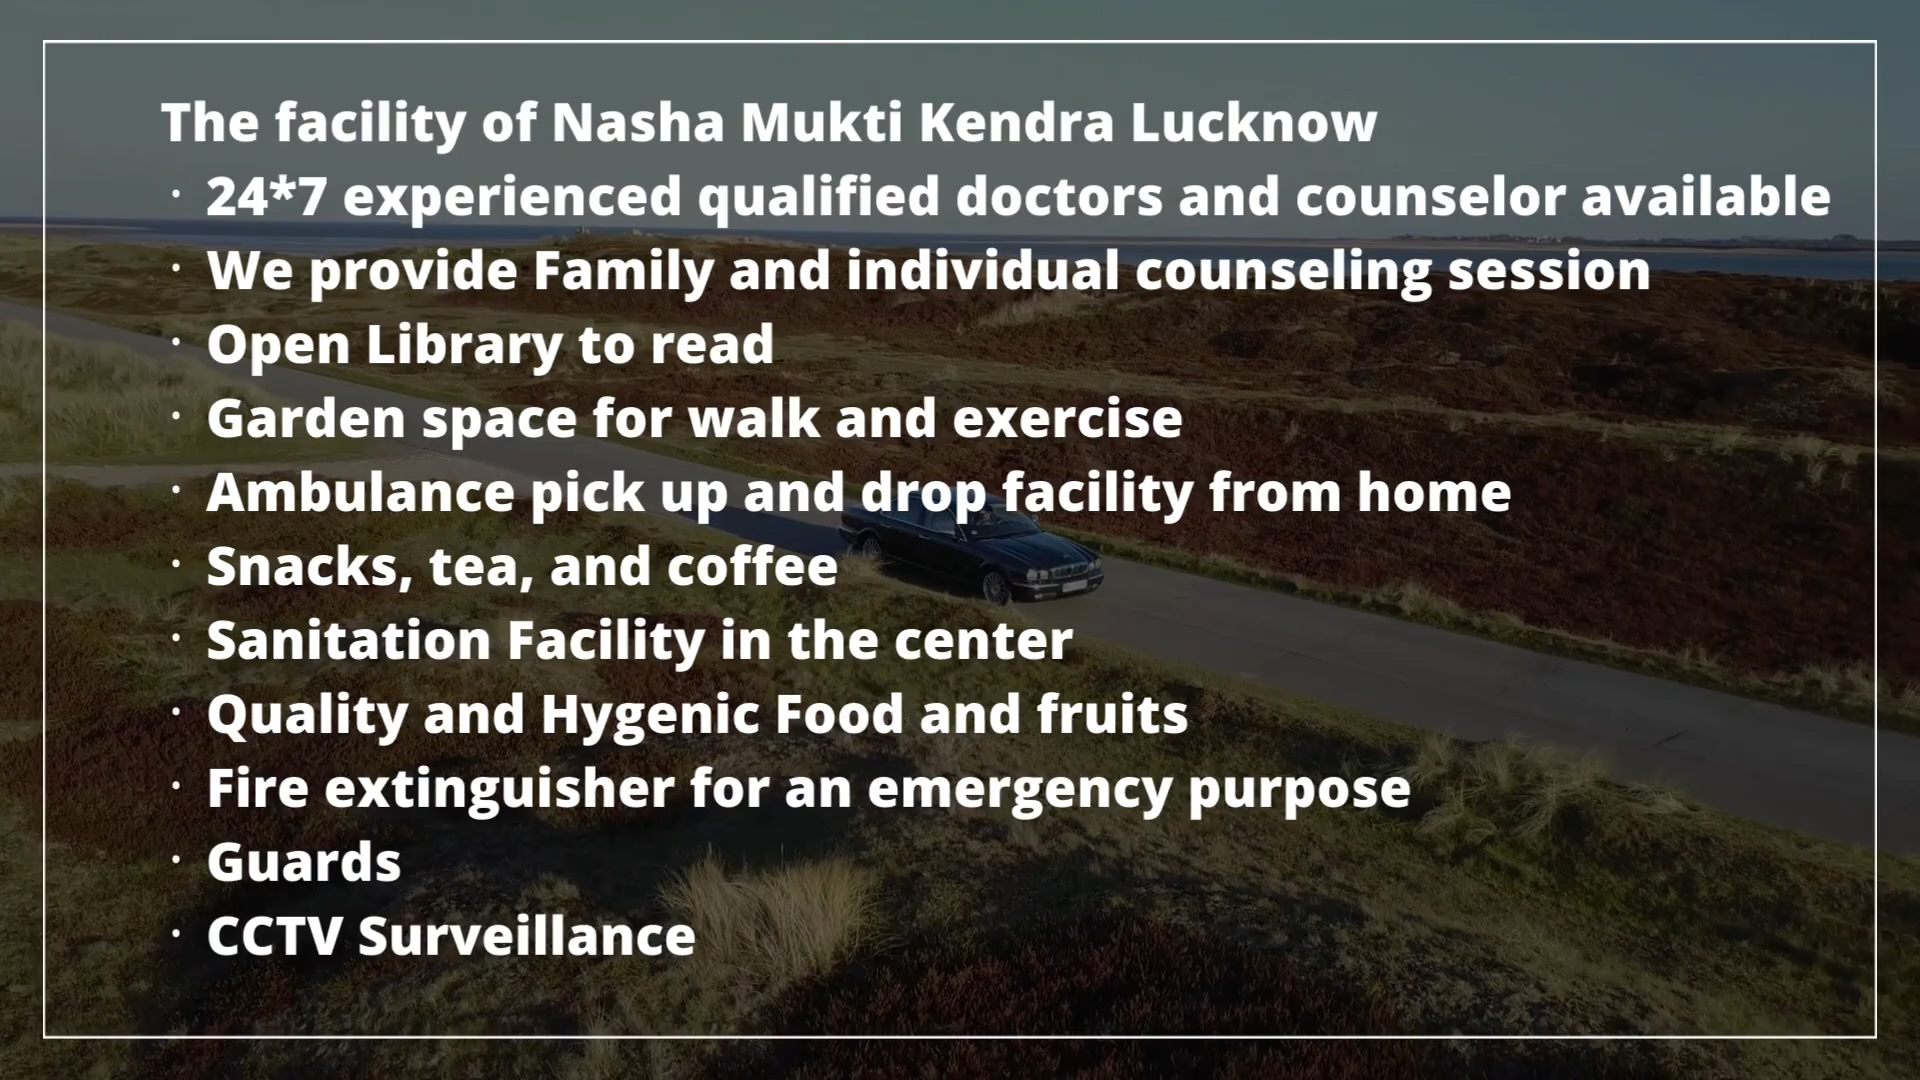 The facility of Nasha Mukti Kendra Lucknow
· 24*7 experienced qualified doctors and counselor available
· We provide Family and individual counseling session
· Open Library to read
· Garden space for walk and exercise
· Ambulance pick up and drop facility from home
· Snacks, tea, and coffee
· Sanitation Facility in the center
· Quality and Hygenic Food and fruits
· Fire extinguisher for an emergency purpose
· Guards
· CCTV Surveillance